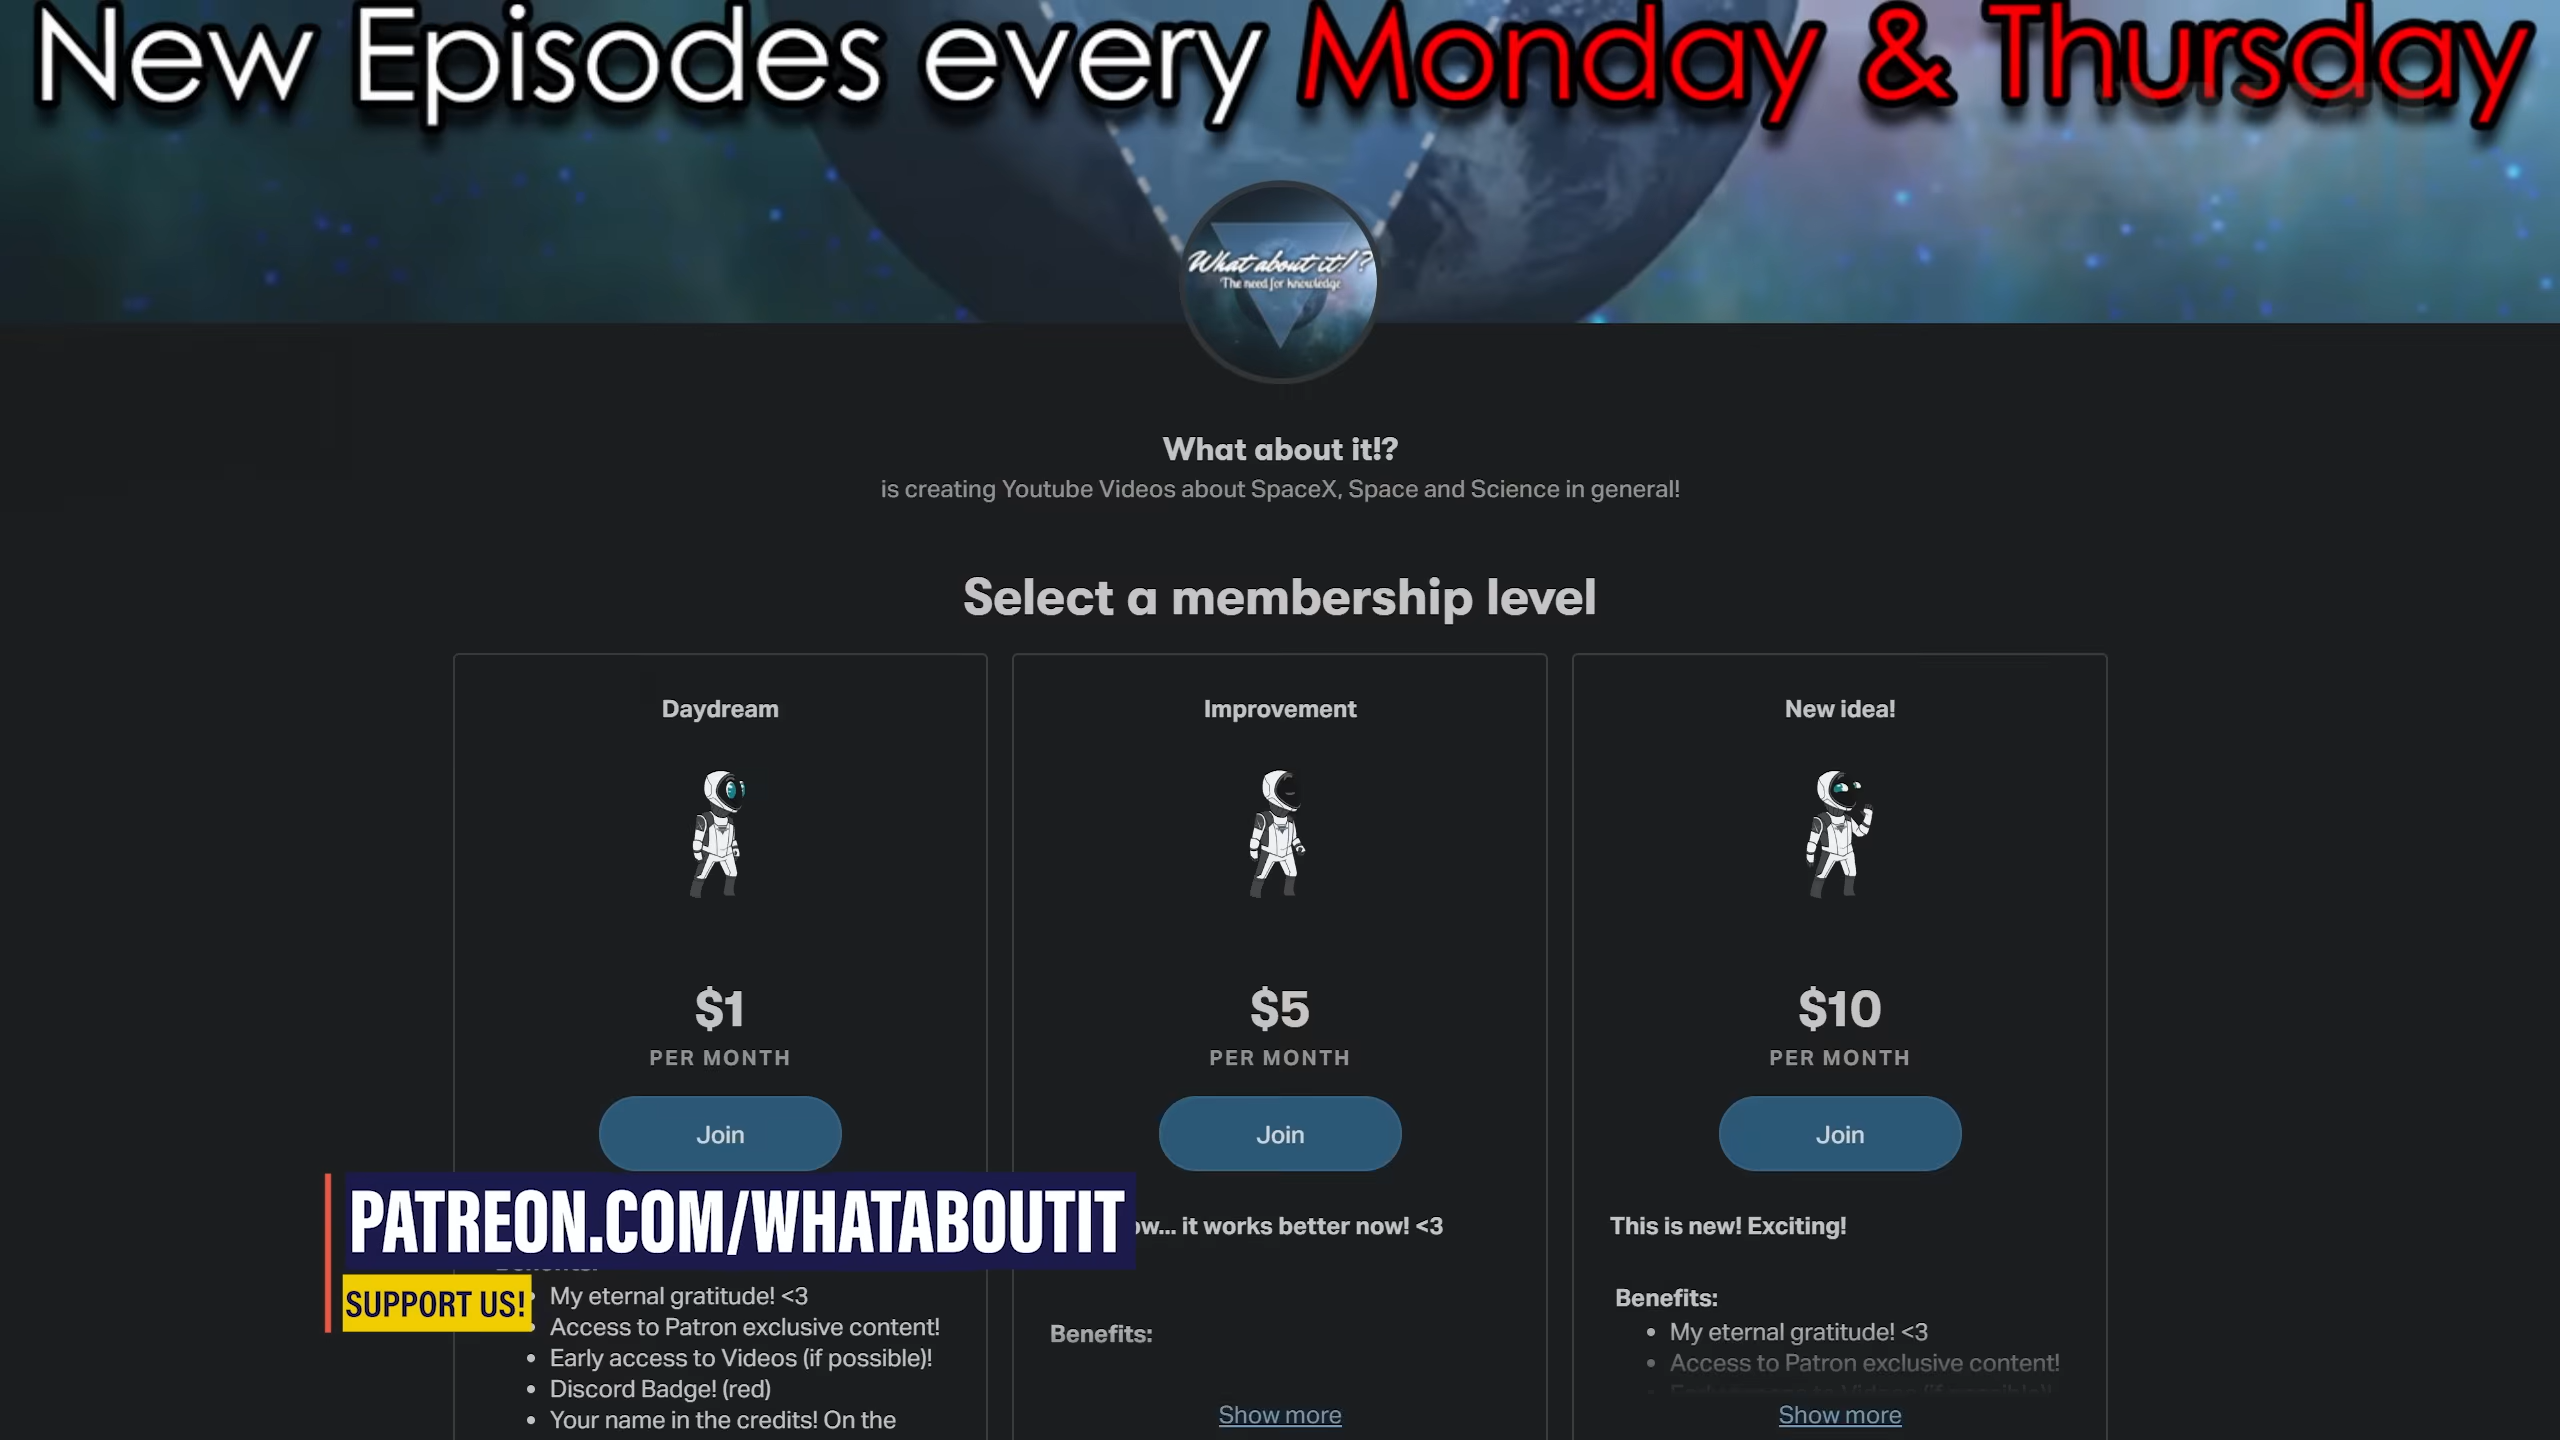 New Episodes every Monday & Thursday
What about it!?
The need for knowledge
What about it!?
is creating Youtube Videos about SpaceX, Space and Science in general!
Select a membership level
Daydream
$1
PER MONTH
Join
Improvement
$5
PER MONTH
Join
New idea!
$10
PER MONTH
Join
PATREON.COM/WHATABOUTIT
SUPPORT US!
My eternal gratitude! <3
Access to Patron exclusive content!
Early access to Videos (if possible)!
Discord Badge! (red)
Your name in the credits! On the
it works better now! <3
Benefits:
Show more
This is new! Exciting!
Benefits:
My eternal gratitude! <3
Access to Patron exclusive content!
Show more